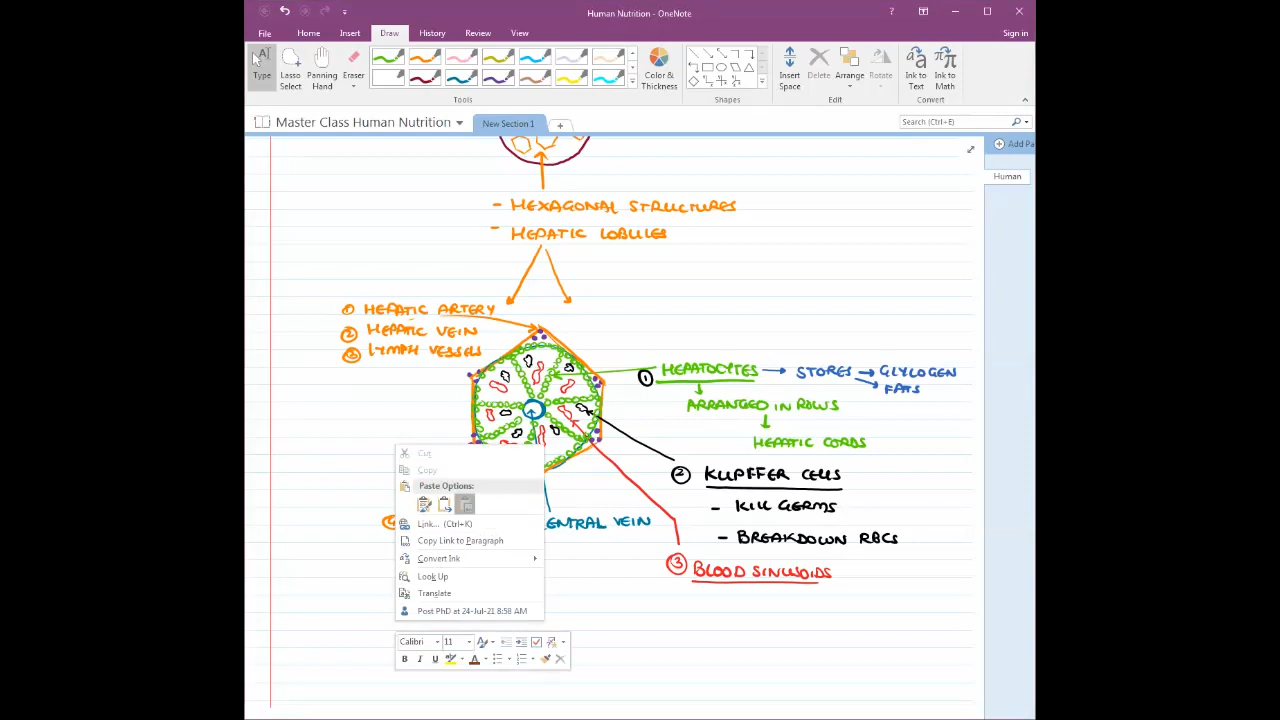 Human Nutrition - OneNote
File Home Insert Draw History Review View Sign in
Type
Lasso Select
Panning Hand
Eraser
Color & Thickness
Insert Space
Delete
Arrange
Rotate
Ink to Text
Ink to Math
Tools Shapes Edit Convert
Master Class Human Nutrition
New Section 1
Search (Ctrl+E)
Add Pa
Human
- HEXAGONAL STRUCTURES
- HEPATIC LOBULES
① HEPATIC ARTERY
② HEPATIC VEIN
③ LYMPH VESSELS
① HEPATOCYTES → STORES → GLYCOGEN
→ FATS
ARRANGED IN ROWS
HEPATIC CORDS
② KUPFFER CELLS
- KILL GERMS
- BREAKDOWN RBCS
③ BLOOD SINUSOIDS
④
ENTRAL VEIN
Cut
Copy
Paste Options:
Link... (Ctrl+K)
Copy Link to Paragraph
Convert Ink
Look Up
Translate
Post PhD at 24-Jul-21 8:58 AM
Calibri 11
B I U A